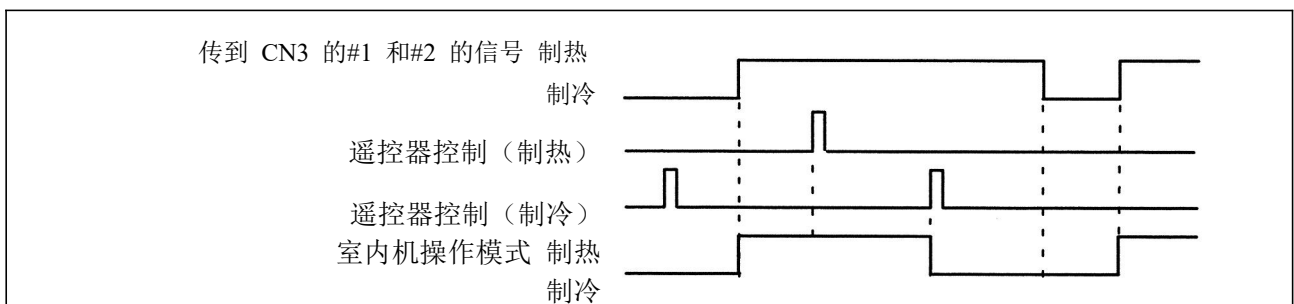 传到 CN3 的#1 和#2 的信号 制热
制冷
遥控器控制（制热）
遥控器控制（制冷）
室内机操作模式 制热
制冷